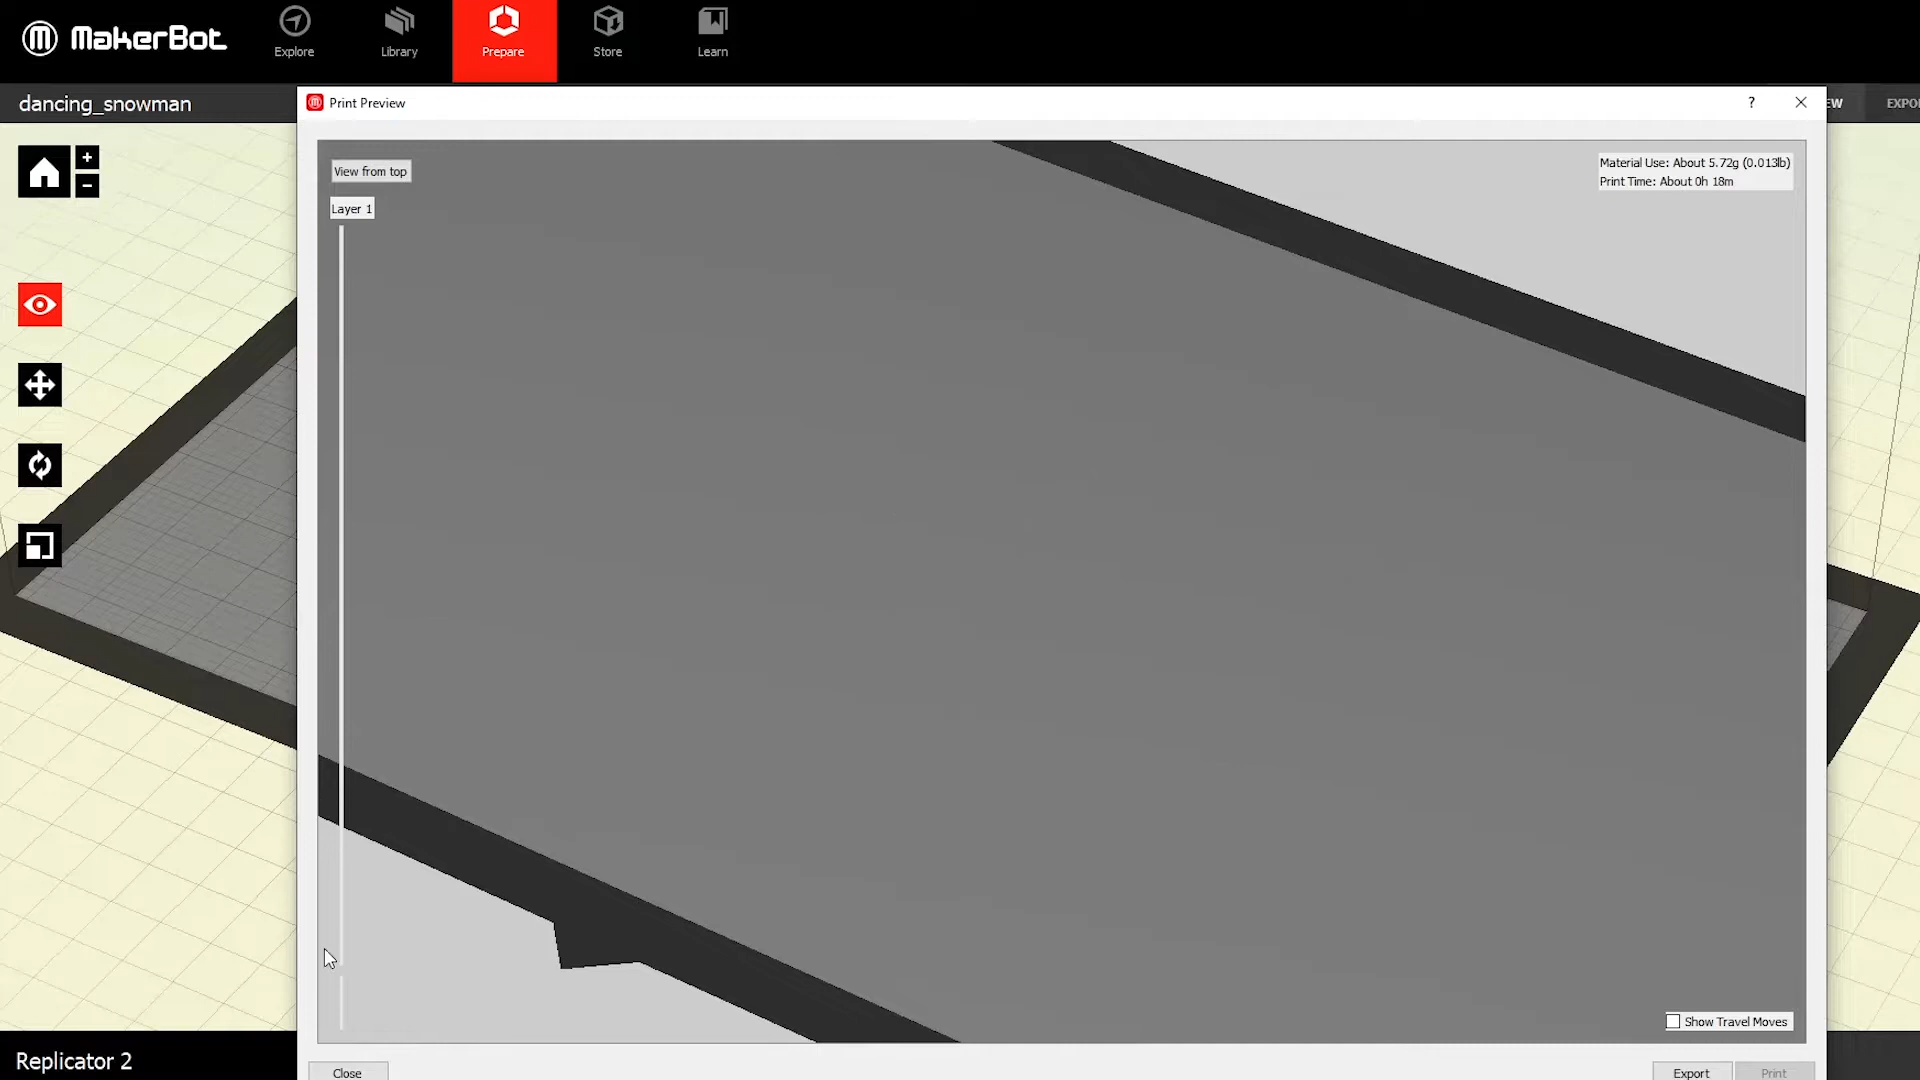 MakerBot
Explore
Library
Prepare
Store
Learn
dancing_snowman
Print Preview
?
EW
EXPO
+
-
View from top
Layer 1
Material Use: About 5.72g (0.013lb)
Print Time: About 0h 18m
Show Travel Moves
Replicator 2
Close
Export
Print